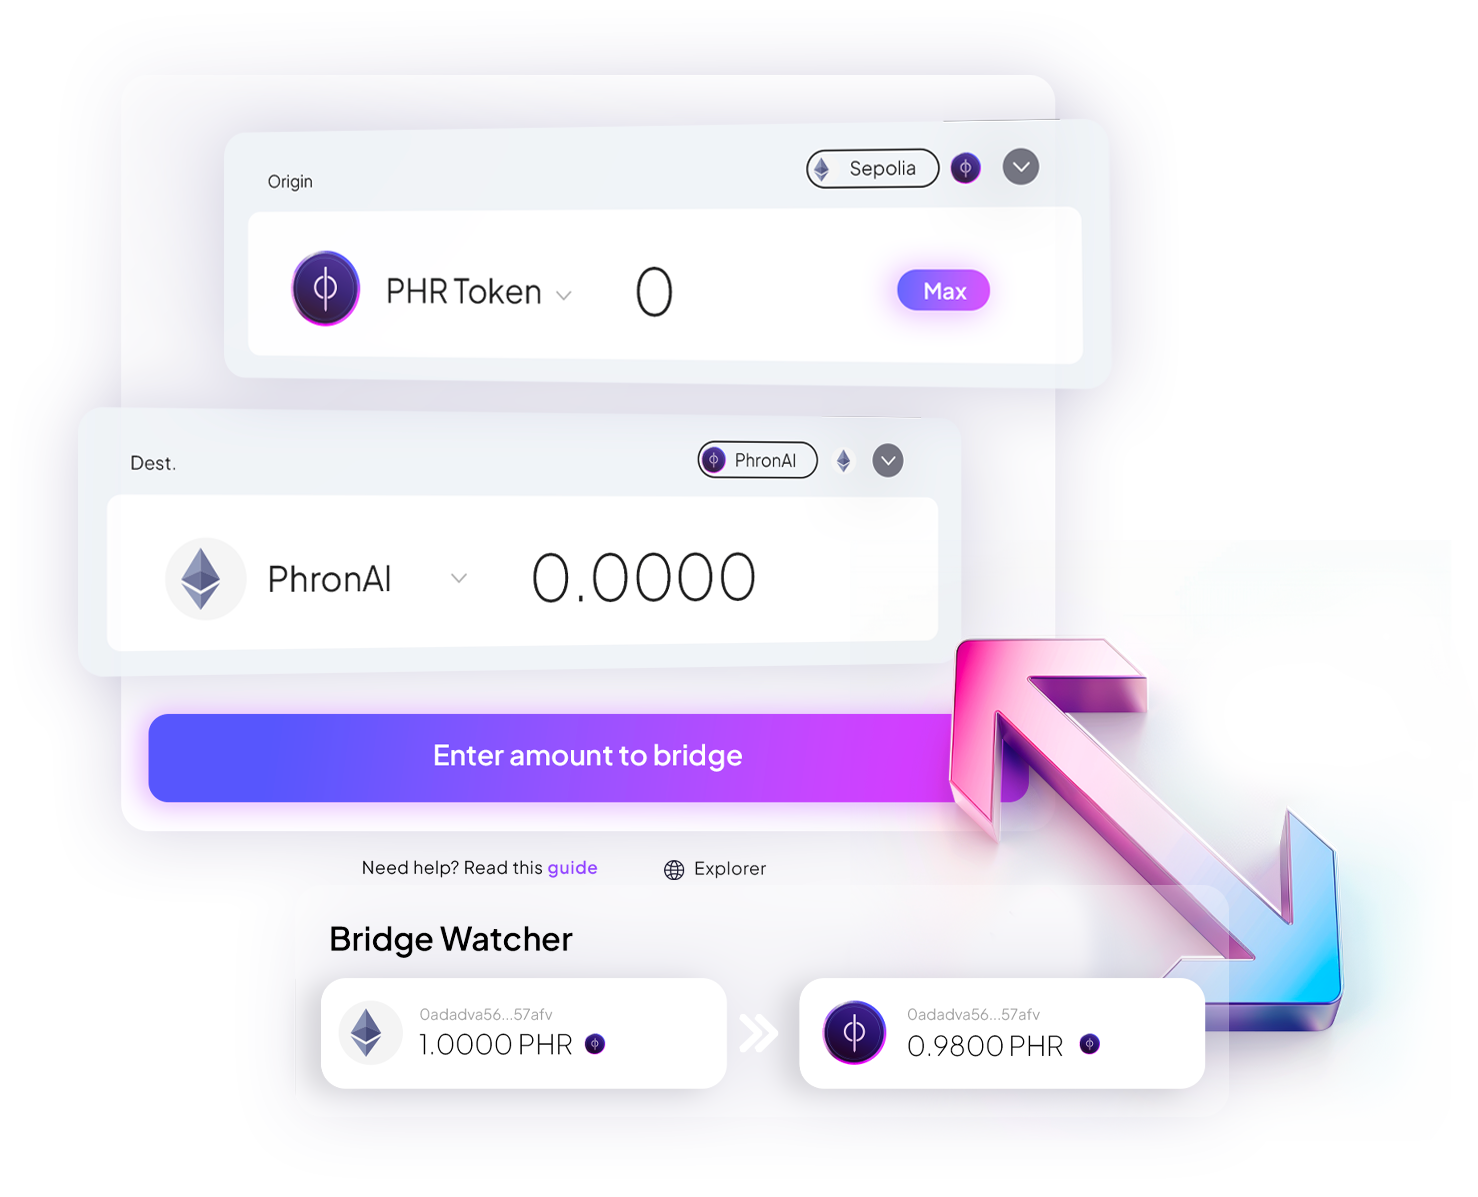 Origin
Sepolia
PHR Token
0
Max
Dest.
PhronAI
PhronAI
0.0000
Enter amount to bridge
Need help? Read this guide
Explorer
Bridge Watcher
0adadva56...57afv
1.0000 PHR
0adadva56...57afv
0.9800 PHR